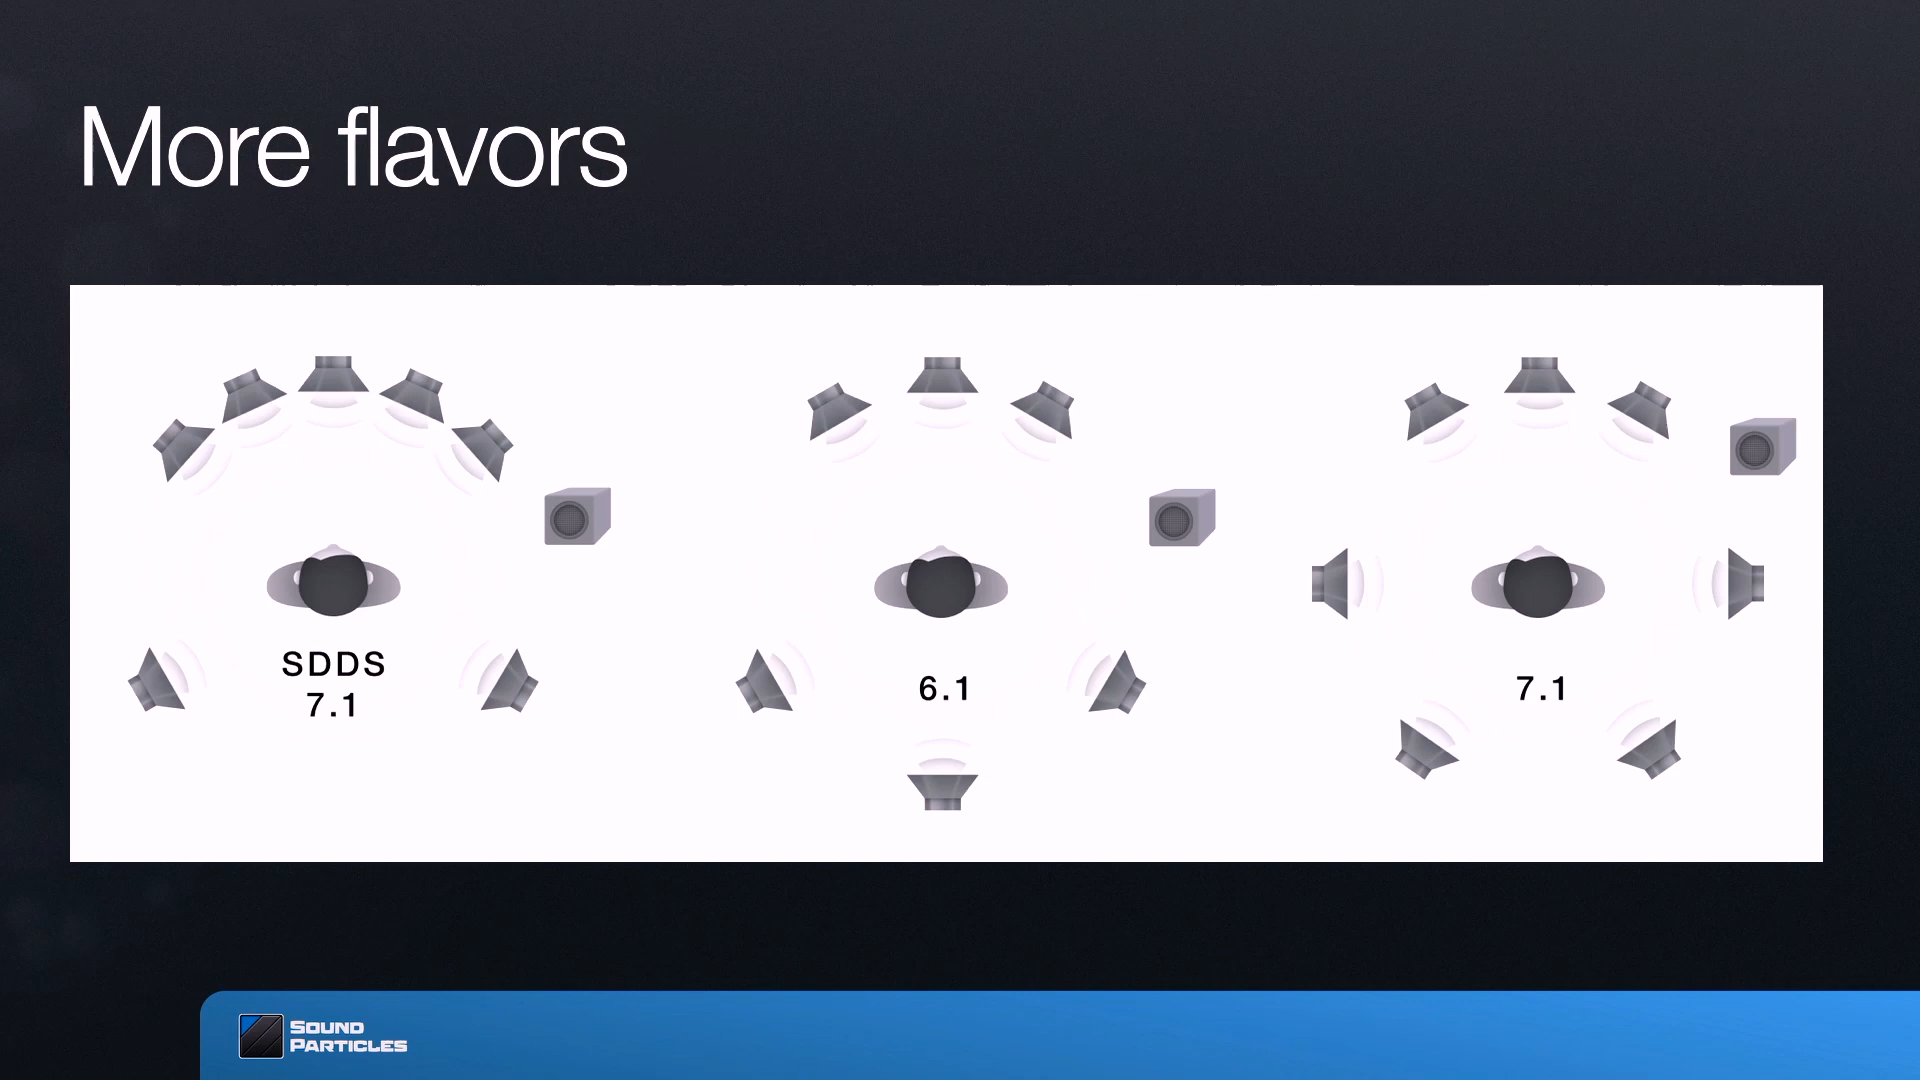 More flavors
SDDS
7.1
6.1
7.1
SOUND
PARTICLES